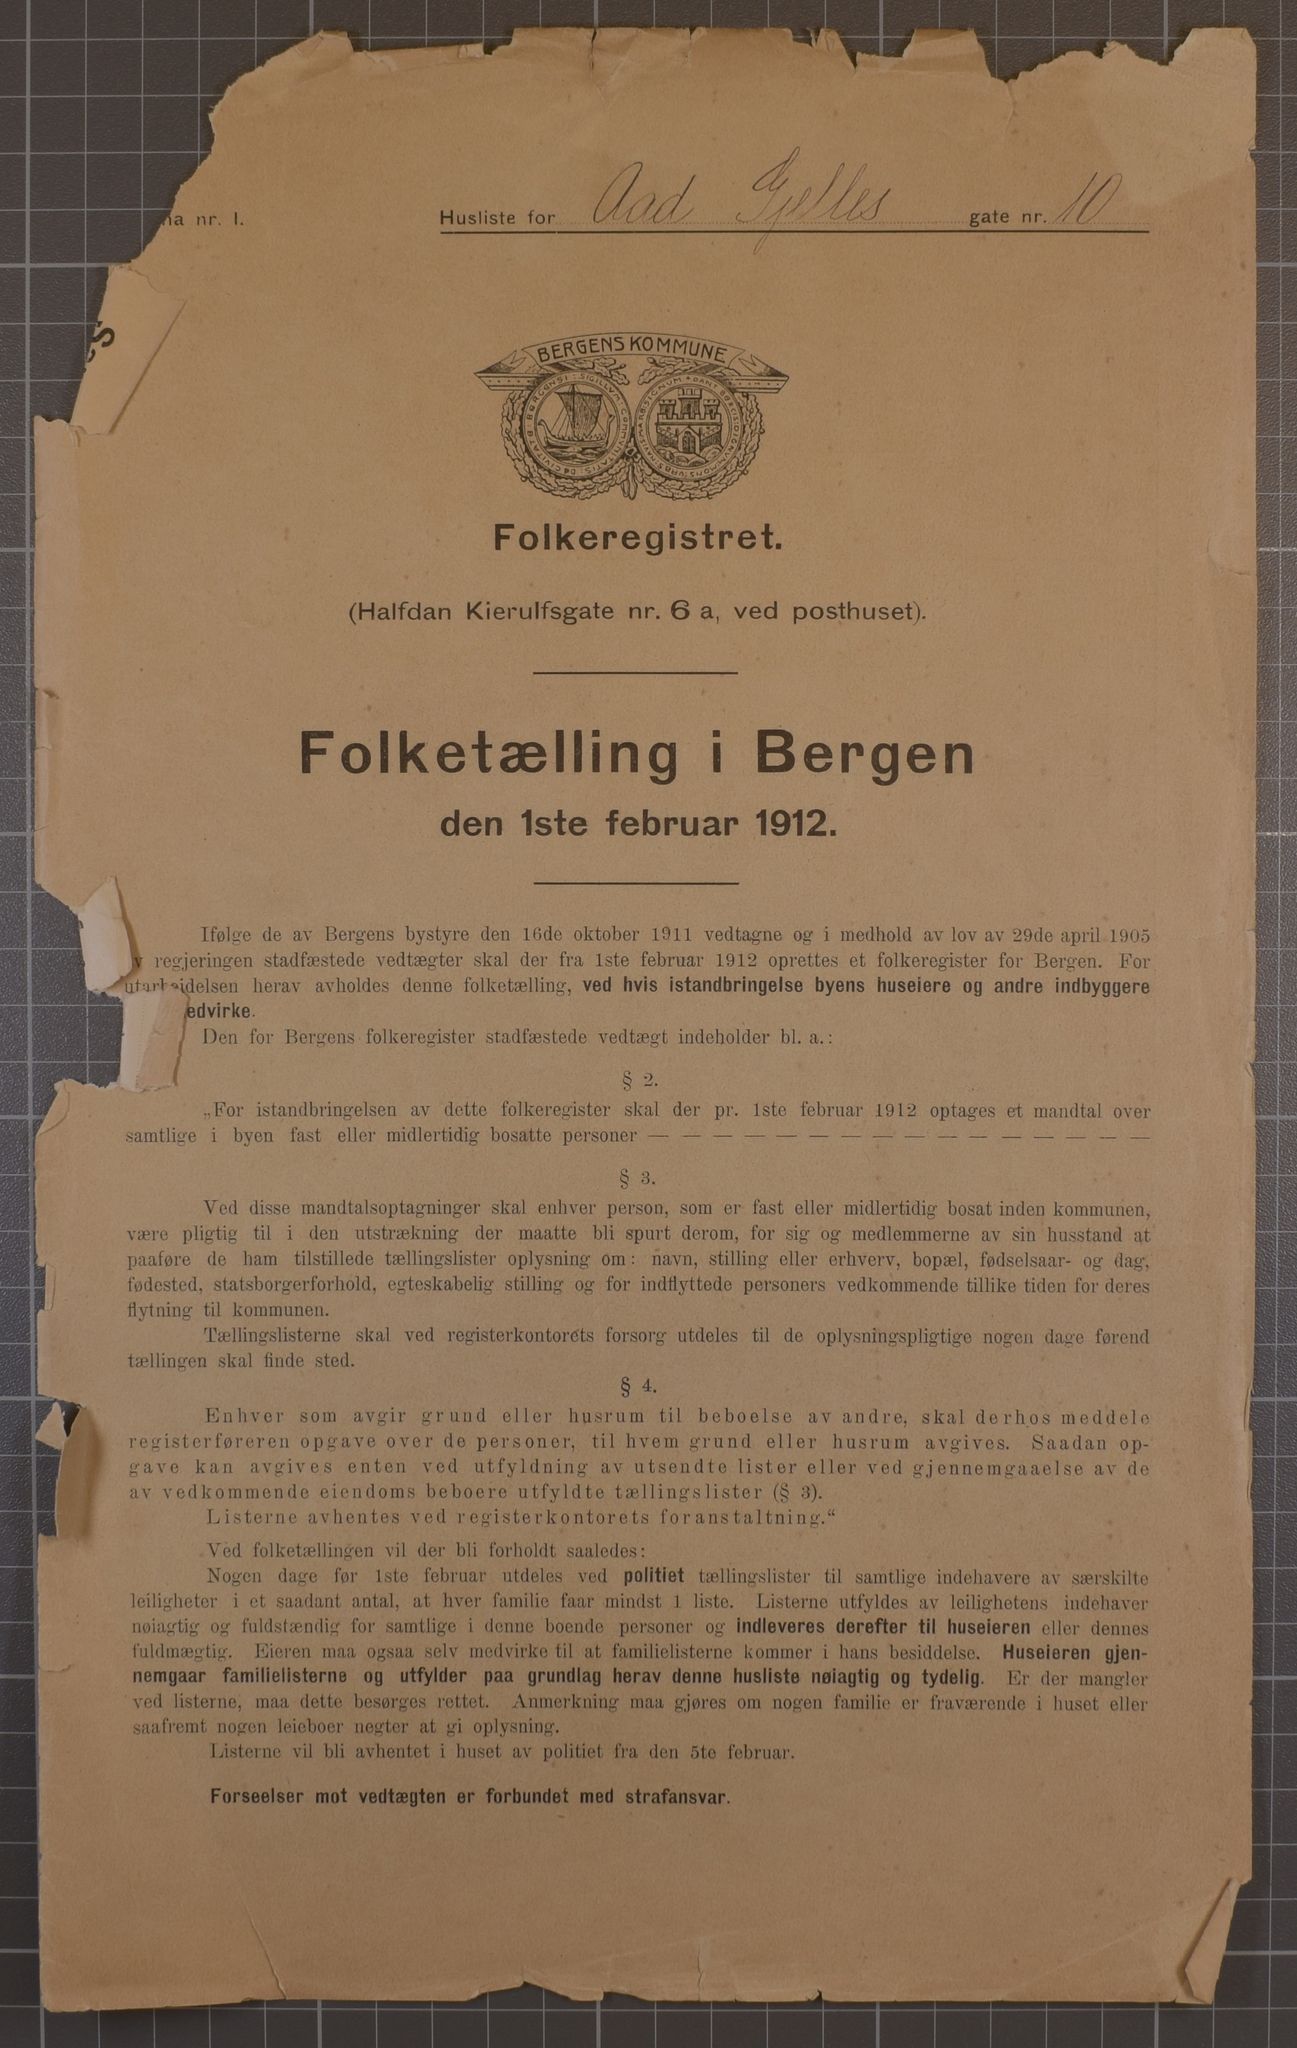 ma nr. 1.
Husliste for Aad Gjelles gate nr. 10
BERGENS KOMMUNE
Folkeregistret.
(Halfdan Kierulfsgate nr. 6 a, ved posthuset).
Folketælling i Bergen
den 1ste februar 1912.
Ifølge de av Bergens bystyre den 16de oktober 1911 vedtagne og i medhold av lov av 29de april 1905
regjeringen stadfæstede vedtægter skal der fra 1ste februar 1912 oprettes et folkeregister for Bergen. For
utarbeidelsen herav avholdes denne folketælling, ved hvis istandbringelse byens huseiere og andre indbyggere
edvirke.
Den for Bergens folkeregister stadfæstede vedtægt indeholder bl. a.:
§ 2.
„For istandbringelsen av dette folkeregister skal der pr. 1ste februar 1912 optages et mandtal over
samtlige i byen fast eller midlertidig bosatte personer — — — — — — — — — — — — — — — —
§ 3.
Ved disse mandtalsoptagninger skal enhver person, som er fast eller midlertidig bosat inden kommunen,
være pligtig til i den utstrækning der maatte bli spurt derom, for sig og medlemmerne av sin husstand at
paaføre de ham tilstillede tællingslister oplysning om: navn, stilling eller erhverv, bopæl, fødselsaar- og dag,
fødested, statsborgerforhold, egteskabelig stilling og for indflyttede personers vedkommende tillike tiden for deres
flytning til kommunen.
Tællingslisterne skal ved registerkontorets forsorg utdeles til de oplysningspligtige nogen dage førend
tællingen skal finde sted.
§ 4.
Enhver som avgir grund eller husrum til beboelse av andre, skal derhos meddele
registerføreren opgave over de personer, til hvem grund eller husrum avgives. Saadan op-
gave kan avgives enten ved utfyldning av utsendte lister eller ved gjennemgaaelse av de
av vedkommende eiendoms beboere utfyldte tællingslister (§ 3).
Listerne avhentes ved registerkontorets foranstaltning.“
Ved folketællingen vil der bli forholdt saaledes:
Nogen dage før 1ste februar utdeles ved politiet tællingslister til samtlige indehavere av særskilte
leiligheter i et saadant antal, at hver familie faar mindst 1 liste. Listerne utfyldes av leilighetens indehaver
nøiagtig og fuldstændig for samtlige i denne boende personer og indleveres derefter til huseieren eller dennes
fuldmægtig. Eieren maa ogsaa selv medvirke til at familielisterne kommer i hans besiddelse. Huseieren gjen-
nemgaar familielisterne og utfylder paa grundlag herav denne husliste nøiagtig og tydelig. Er der mangler
ved listerne, maa dette besørges rettet. Anmerkning maa gjøres om nogen familie er fraværende i huset eller
saafremt nogen leieboer negter at gi oplysning.
Listerne vil bli avhentet i huset av politiet fra den 5te februar.
Forseelser mot vedtægten er forbundet med strafansvar.